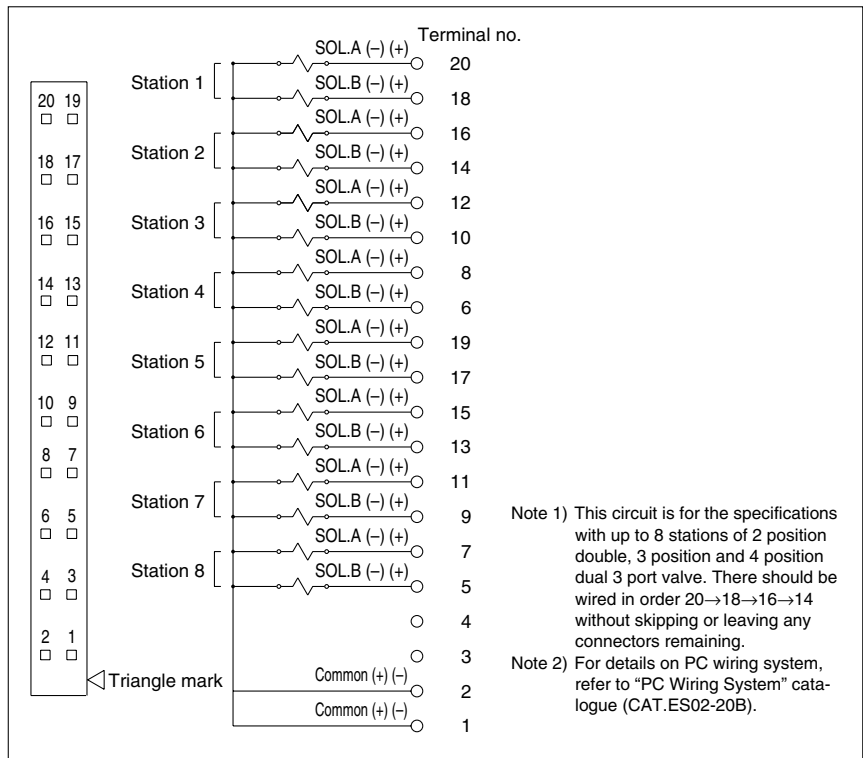 Terminal no.
20 19
18 17
16 15
14 13
12 11
10 9
8 7
6 5
4 3
2 1
Triangle mark
Station 1
SOL.A (–) (+) 20
SOL.B (–) (+) 18
Station 2
SOL.A (–) (+) 16
SOL.B (–) (+) 14
Station 3
SOL.A (–) (+) 12
SOL.B (–) (+) 10
Station 4
SOL.A (–) (+) 8
SOL.B (–) (+) 6
Station 5
SOL.A (–) (+) 19
SOL.B (–) (+) 17
Station 6
SOL.A (–) (+) 15
SOL.B (–) (+) 13
Station 7
SOL.A (–) (+) 11
SOL.B (–) (+) 9
Station 8
SOL.A (–) (+) 7
SOL.B (–) (+) 5
4
3
Common (+) (–) 2
Common (+) (–) 1
Note 1) This circuit is for the specifications
with up to 8 stations of 2 position
double, 3 position and 4 position
dual 3 port valve. There should be
wired in order 20→18→16→14
without skipping or leaving any
connectors remaining.
Note 2) For details on PC wiring system,
refer to “PC Wiring System” cata-
logue (CAT.ES02-20B).